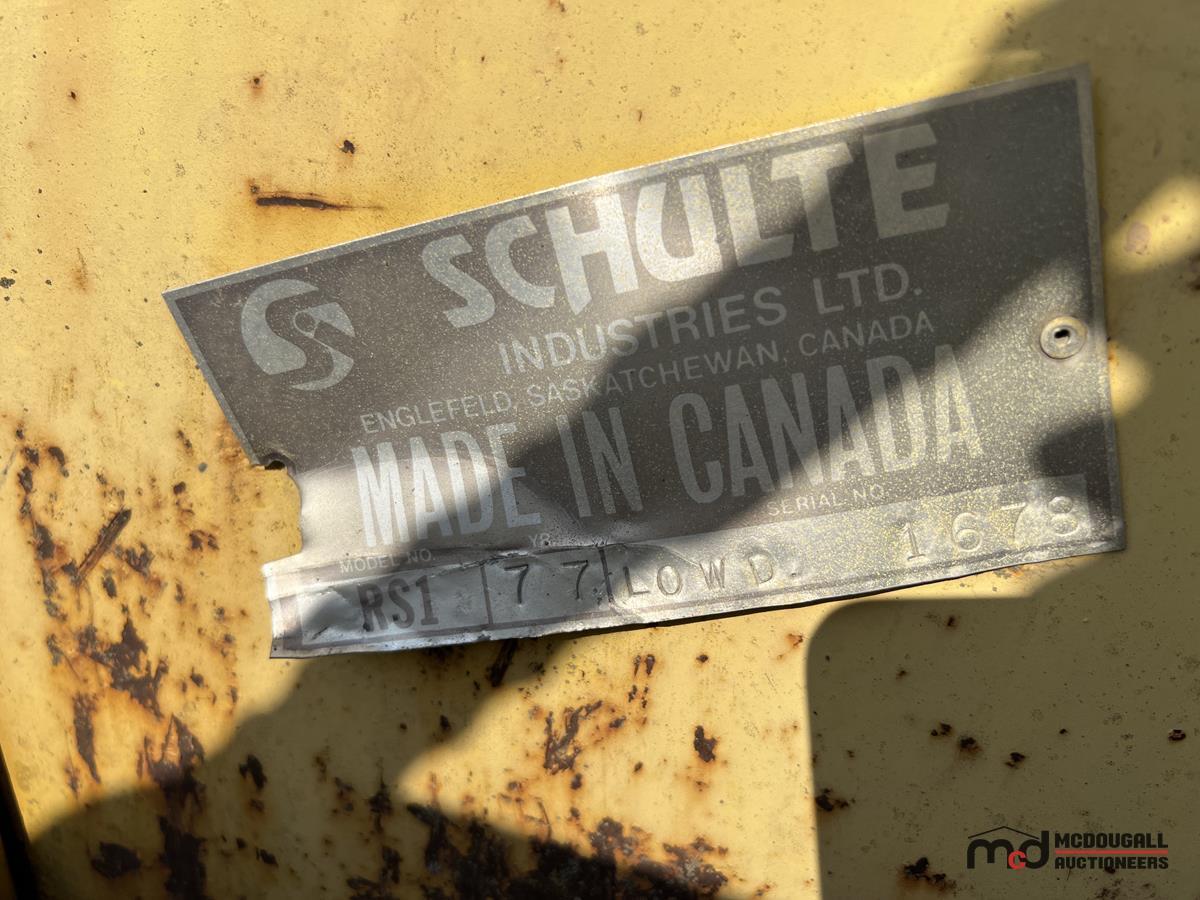 SCHULTE
INDUSTRIES LTD.
ENGLEFELD, SASKATCHEWAN, CANADA
MADE IN CANADA
MODEL NO. YR. SERIAL NO.
RS1 77 LOWD. 1678
mcd MCDOUGALL
AUCTIONEERS